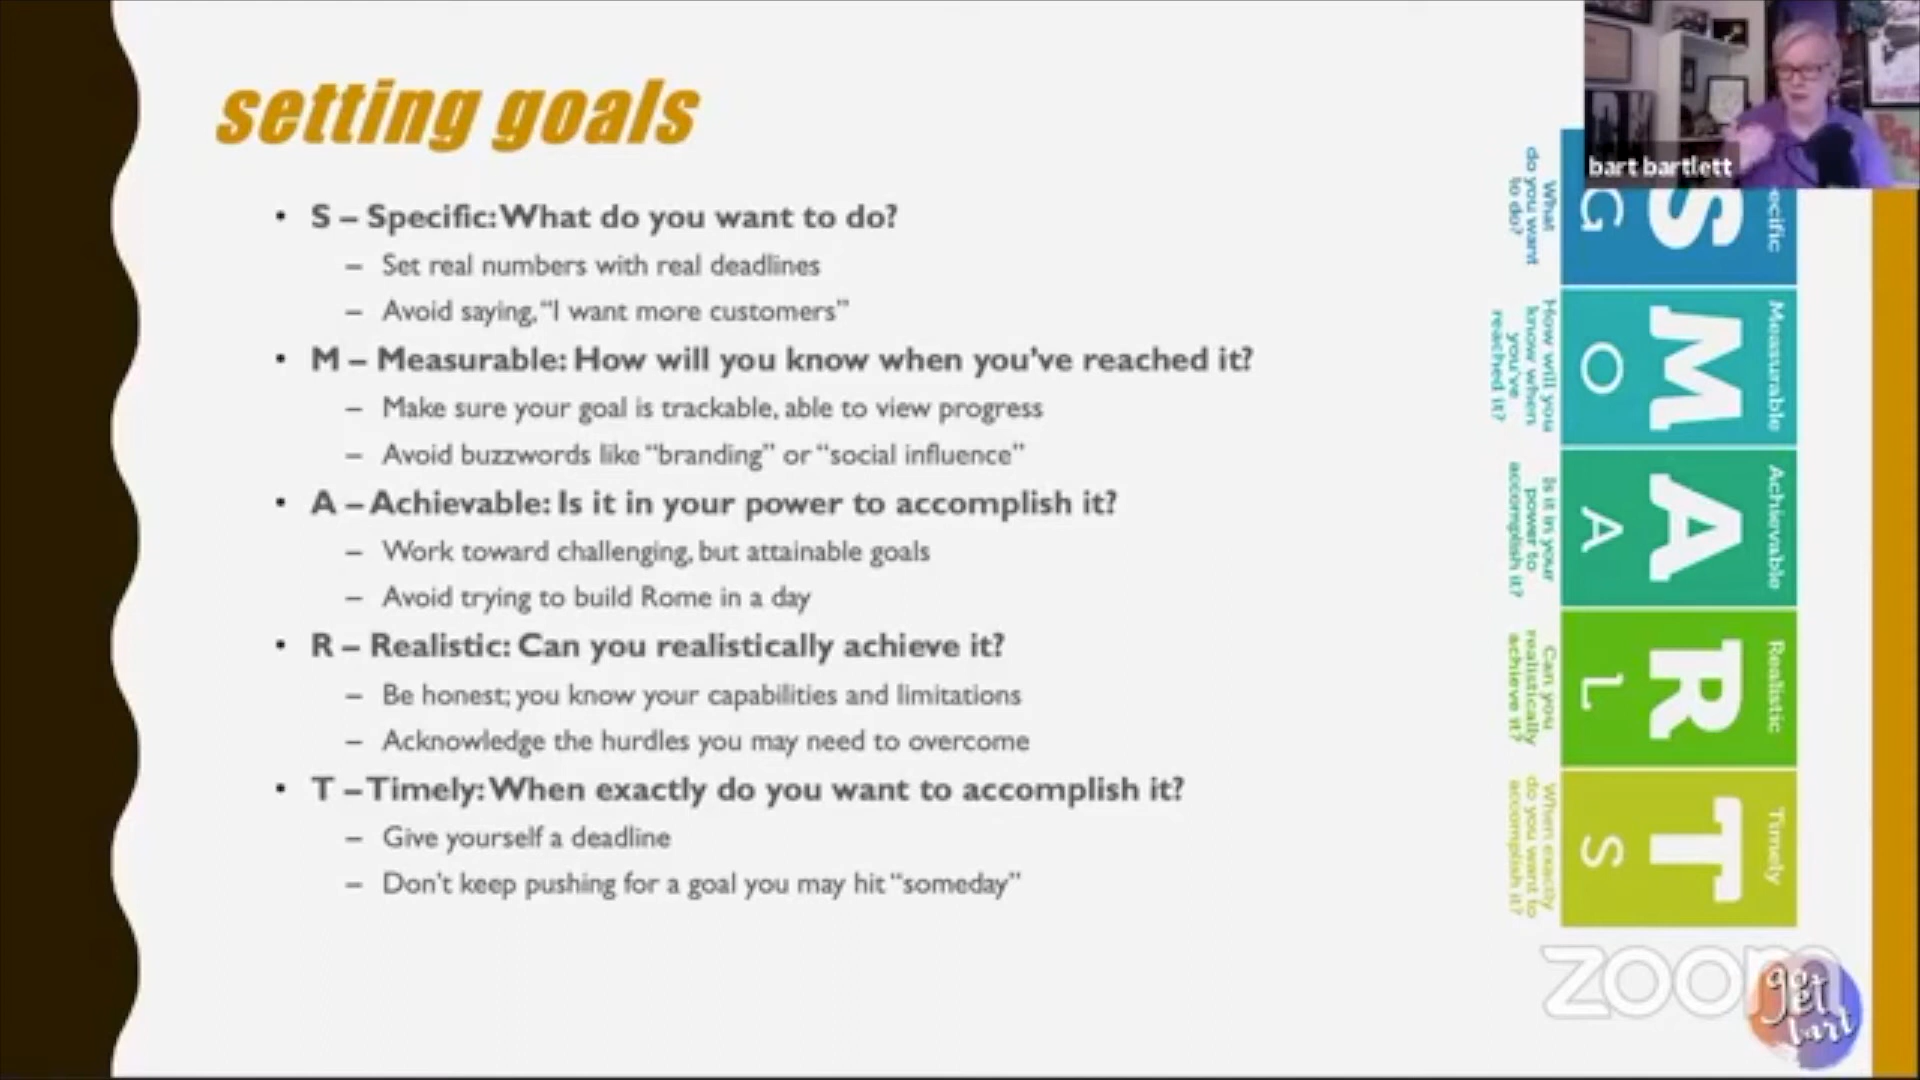 setting goals
• S – Specific: What do you want to do?
– Set real numbers with real deadlines
– Avoid saying, “I want more customers”
• M – Measurable: How will you know when you’ve reached it?
– Make sure your goal is trackable, able to view progress
– Avoid buzzwords like “branding” or “social influence”
• A – Achievable: Is it in your power to accomplish it?
– Work toward challenging, but attainable goals
– Avoid trying to build Rome in a day
• R – Realistic: Can you realistically achieve it?
– Be honest; you know your capabilities and limitations
– Acknowledge the hurdles you may need to overcome
• T – Timely: When exactly do you want to accomplish it?
– Give yourself a deadline
– Don’t keep pushing for a goal you may hit “someday”
bart bartlett
ecific
S
G
What
do you want
to do?
Measurable
M
O
How will you
know when
you've
reached it?
Achievable
A
A
Is it in your
power to
accomplish it?
Realistic
R
L
Can you
realistically
achieve it?
Timely
T
S
When exactly
do you want to
accomplish it?
zoom
go
get
bart